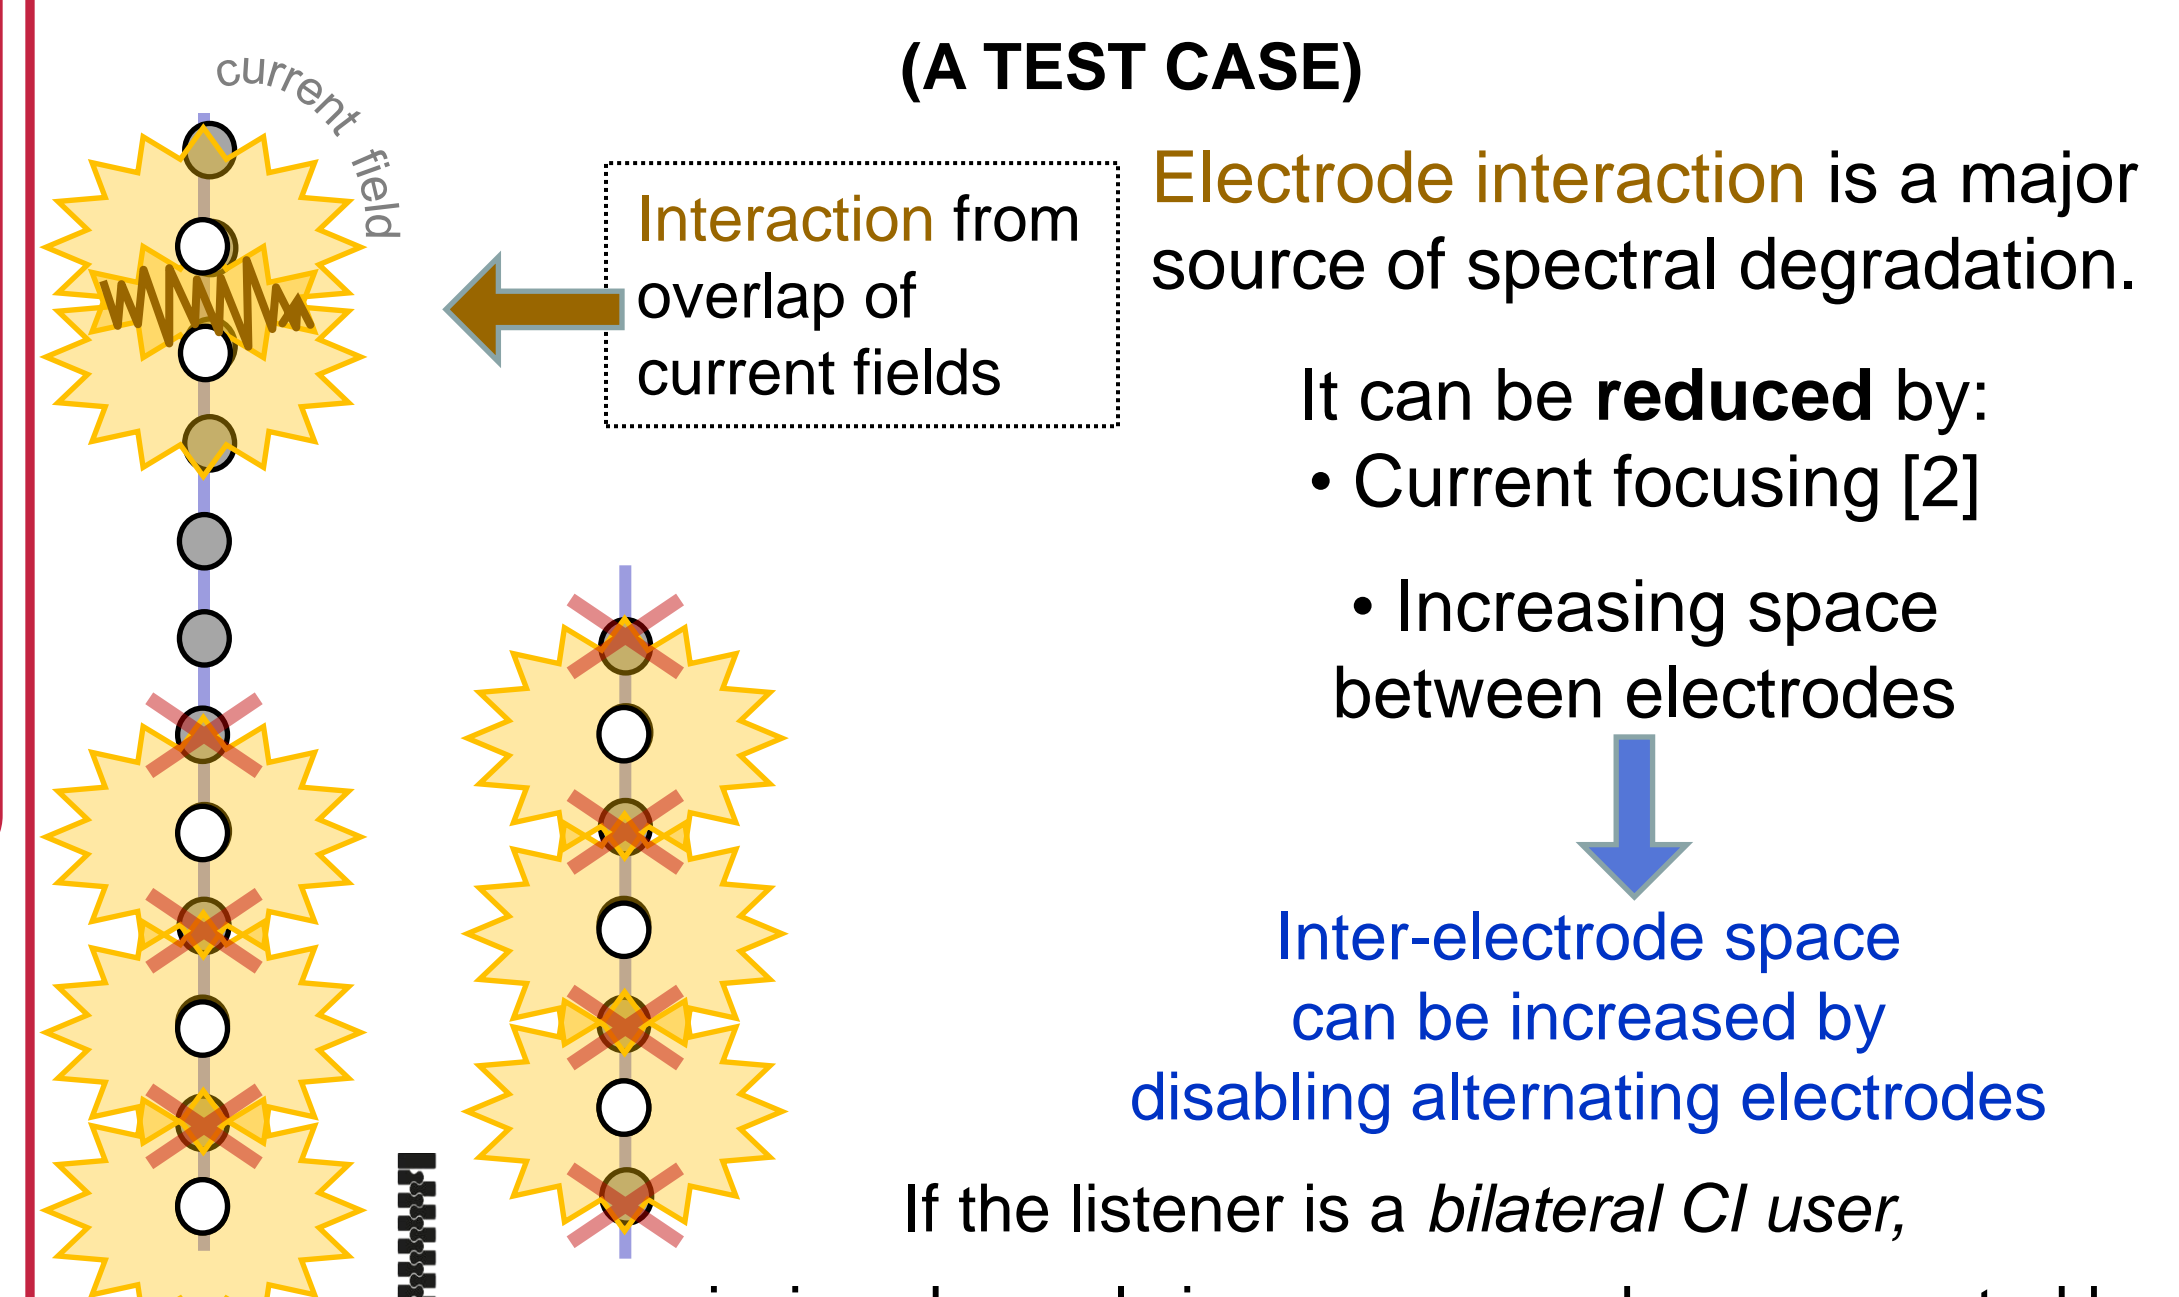 (A TEST CASE)
current field
Interaction from
overlap of
current fields
Electrode interaction is a major
source of spectral degradation.
It can be reduced by:
• Current focusing [2]
• Increasing space
between electrodes
Inter-electrode space
can be increased by
disabling alternating electrodes
If the listener is a bilateral CI user,